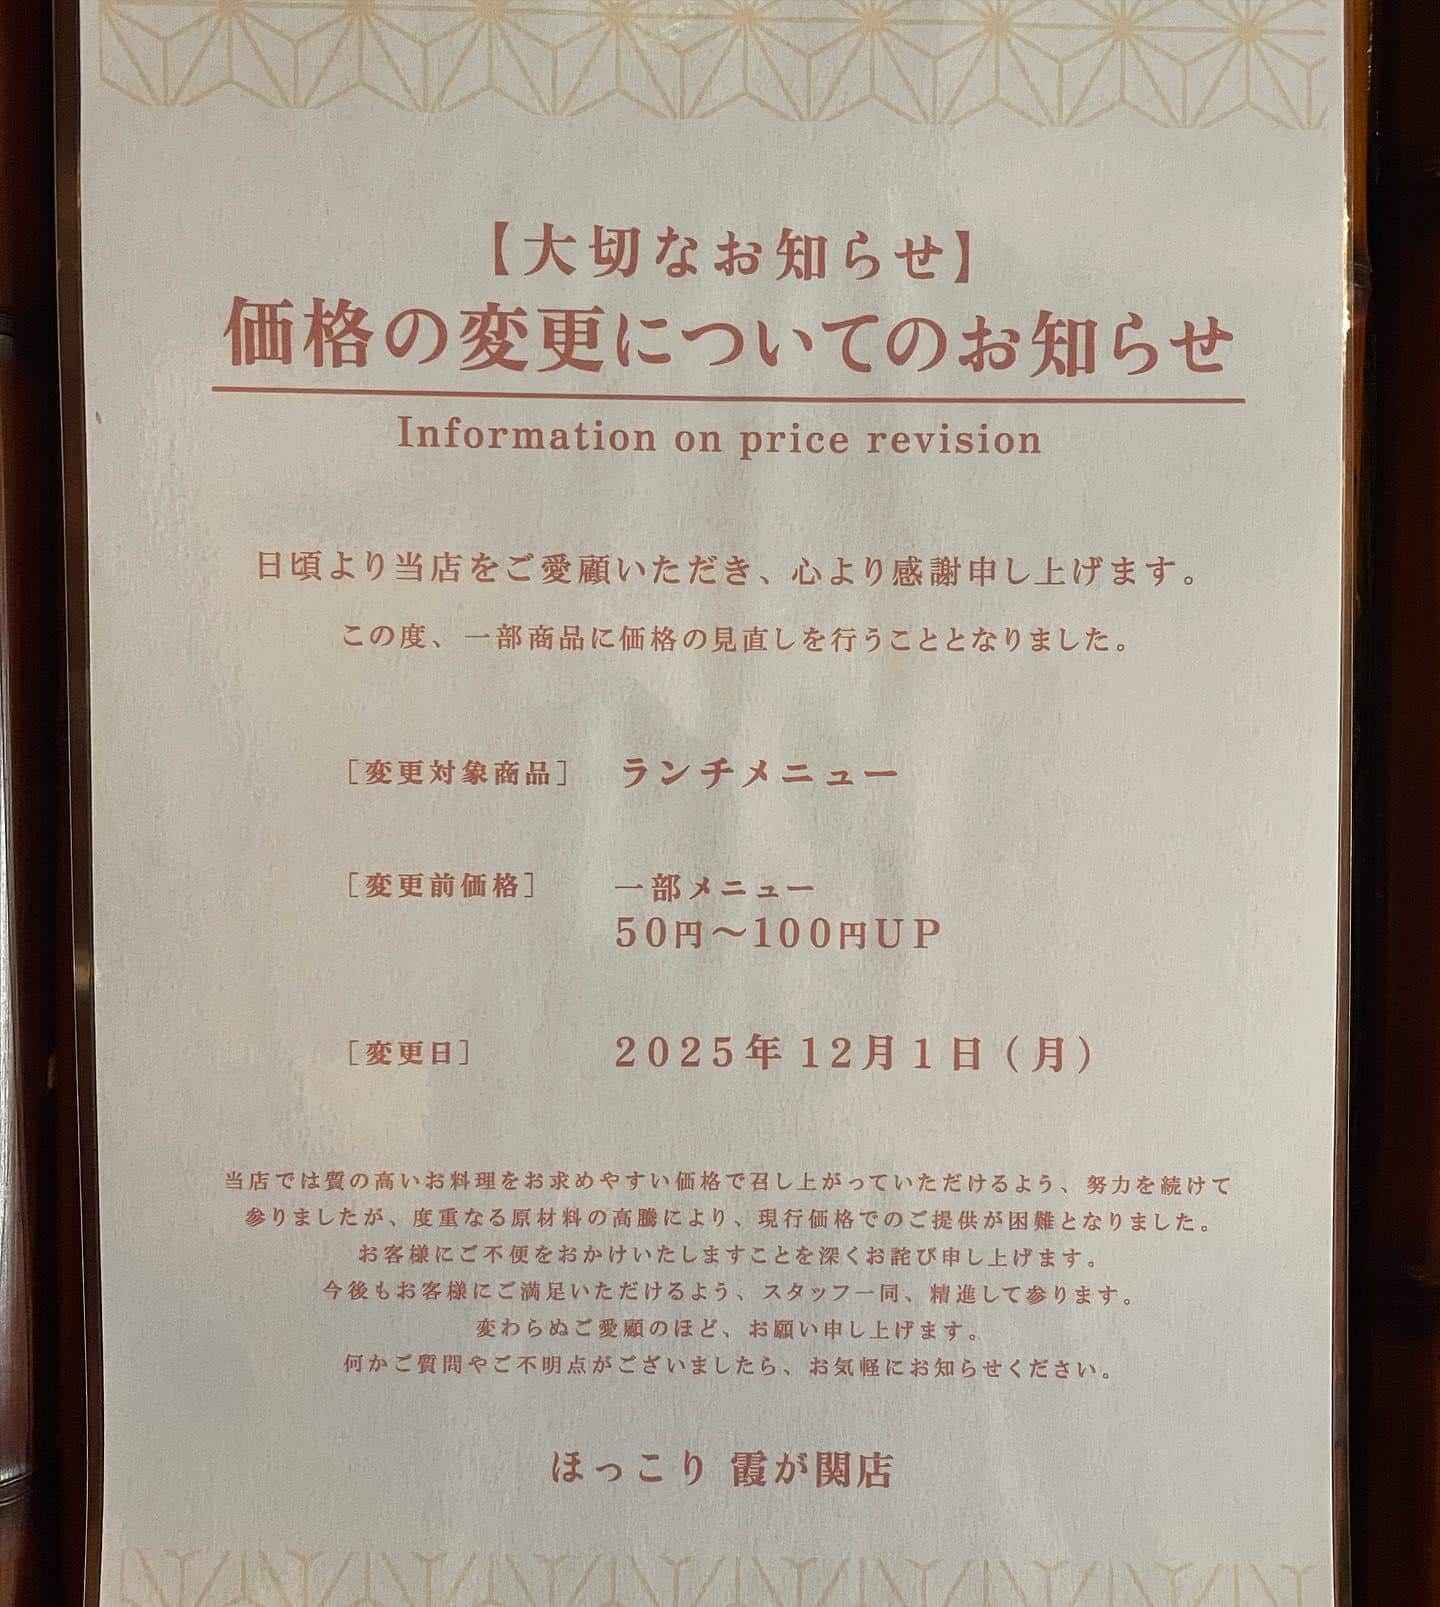 【大切なお知らせ】
価格の変更についてのお知らせ
Information on price revision
日頃より当店をご愛顧いただき、心より感謝申し上げます。
この度、一部商品に価格の見直しを行うこととなりました。
［変更対象商品］ ランチメニュー
［変更前価格］ 一部メニュー
50円～100円UP
［変更日］ 2025年12月1日（月）
当店では質の高いお料理をお求めやすい価格で召し上がっていただけるよう、努力を続けて
参りましたが、度重なる原材料の高騰により、現行価格でのご提供が困難となりました。
お客様にご不便をおかけいたしますことを深くお詫び申し上げます。
今後もお客様にご満足いただけるよう、スタッフ一同、精進して参ります。
変わらぬご愛顧のほど、お願い申し上げます。
何かご質問やご不明点がございましたら、お気軽にお知らせください。
ほっこり 霞が関店